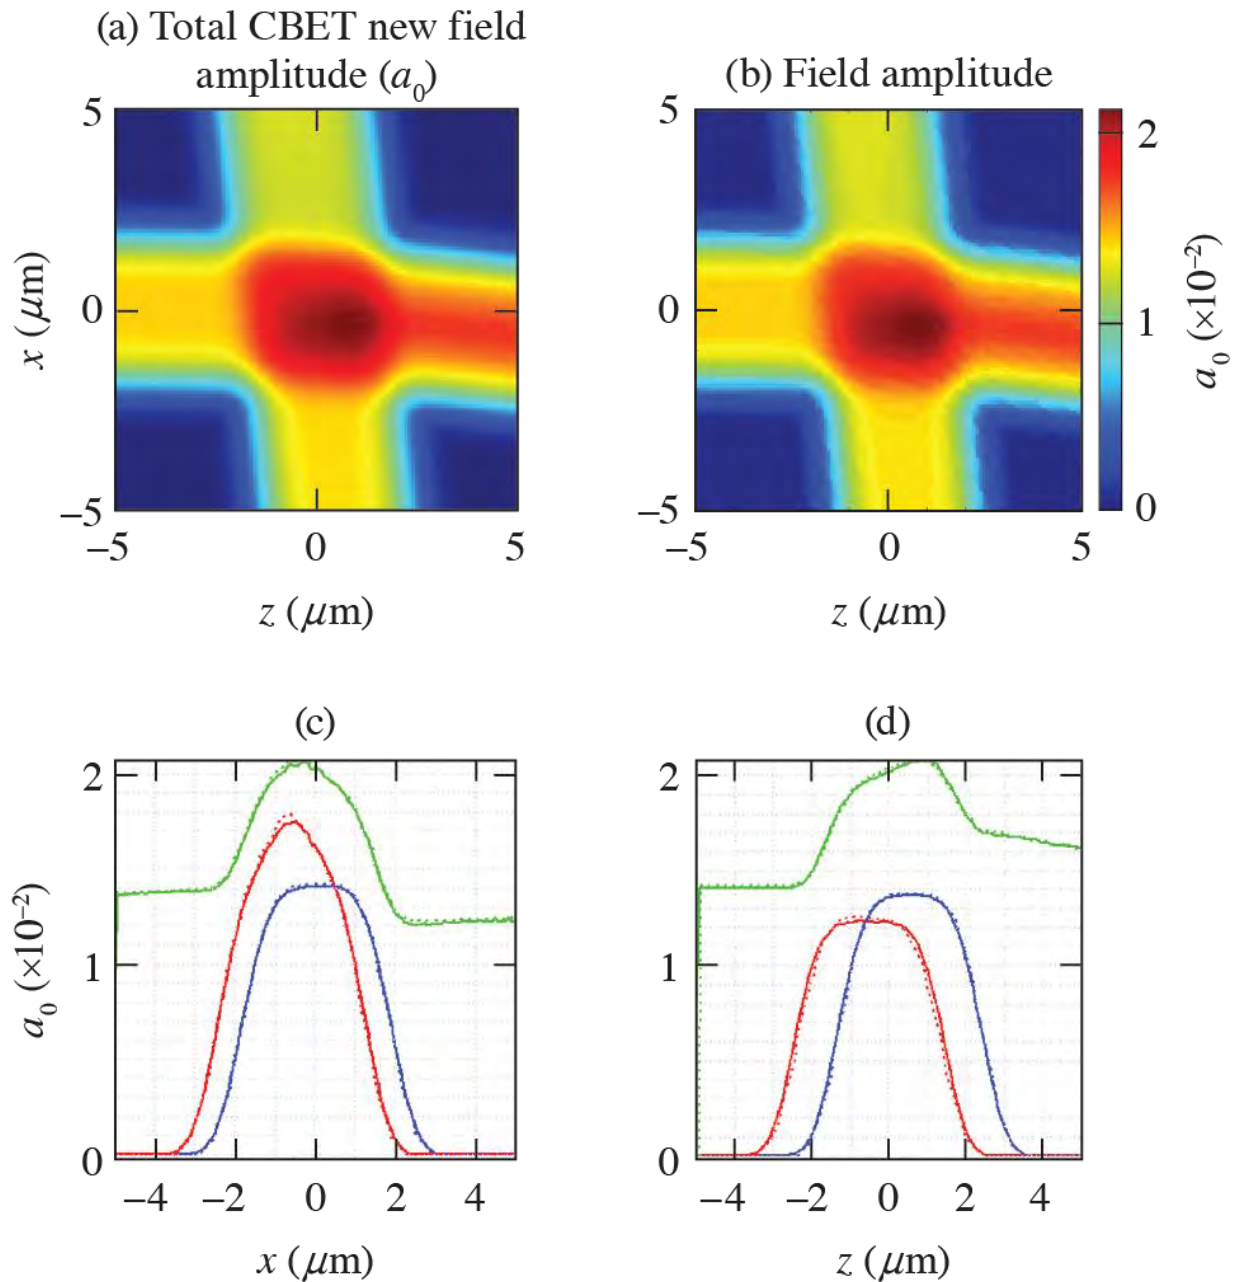 (a) Total CBET new field
amplitude (a₀)
(b) Field amplitude
5
0
−5
x (μm)
−5 0 5
z (μm)
5
0
−5
−5 0 5
z (μm)
2
1
0
a₀ (×10⁻²)
(c)
2
1
0
a₀ (×10⁻²)
−4 −2 0 2 4
x (μm)
(d)
2
1
0
−4 −2 0 2 4
z (μm)